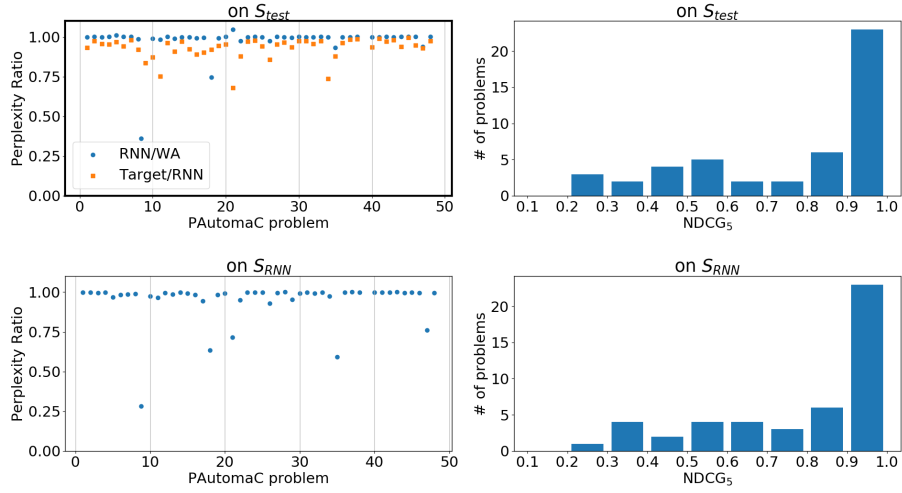 on S_test
Perplexity Ratio
1.00
0.75
0.50
0.25
0.00
RNN/WA
Target/RNN
0 10 20 30 40 50
PAutomaC problem
on S_test
# of problems
20
15
10
5
0
0.1 0.2 0.3 0.4 0.5 0.6 0.7 0.8 0.9 1.0
NDCG₅
on S_RNN
Perplexity Ratio
1.00
0.75
0.50
0.25
0.00
0 10 20 30 40 50
PAutomaC problem
on S_RNN
# of problems
20
15
10
5
0
0.1 0.2 0.3 0.4 0.5 0.6 0.7 0.8 0.9 1.0
NDCG₅